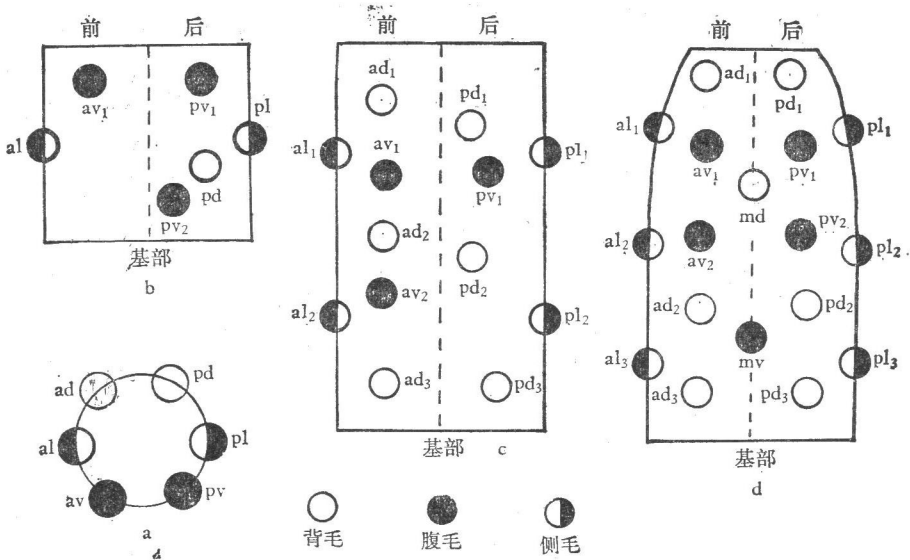 前 后
av₁ pv₁
al pl
pd
pv₂
基部
b
前 后
ad₁
pd₁
av₁
al₁ pl₁
pv₁
ad₂
pd₂
av₂
al₂ pl₂
ad₃ pd₃
基部 c
前 后
ad₁ pd₁
al₁ pl₁
av₁ pv₁
md
pv₂
al₂ pl₂
av₂
ad₂ pd₂
mv
al₃ pl₃
ad₃ pd₃
基部
d
ad pd
al pl
av pv
a
背毛 腹毛 侧毛